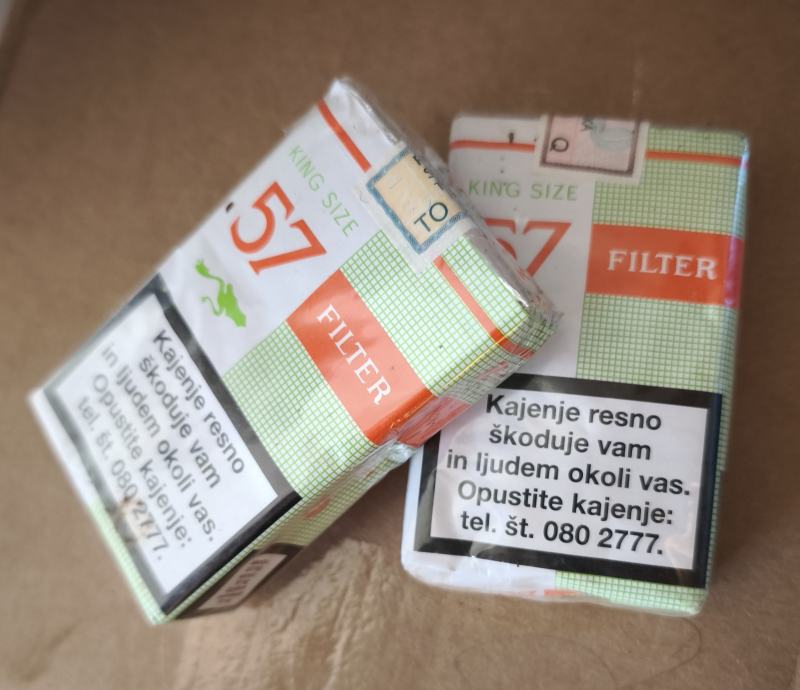 KING SIZE
57
FILTER
TO
Kajenje resno
škoduje vam
in ljudem okoli vas.
Opustite kajenje:
tel. št. 080 2777.
KING SIZE
57
FILTER
Kajenje resno
škoduje vam
in ljudem okoli vas.
Opustite kajenje:
tel. št. 080 2777.